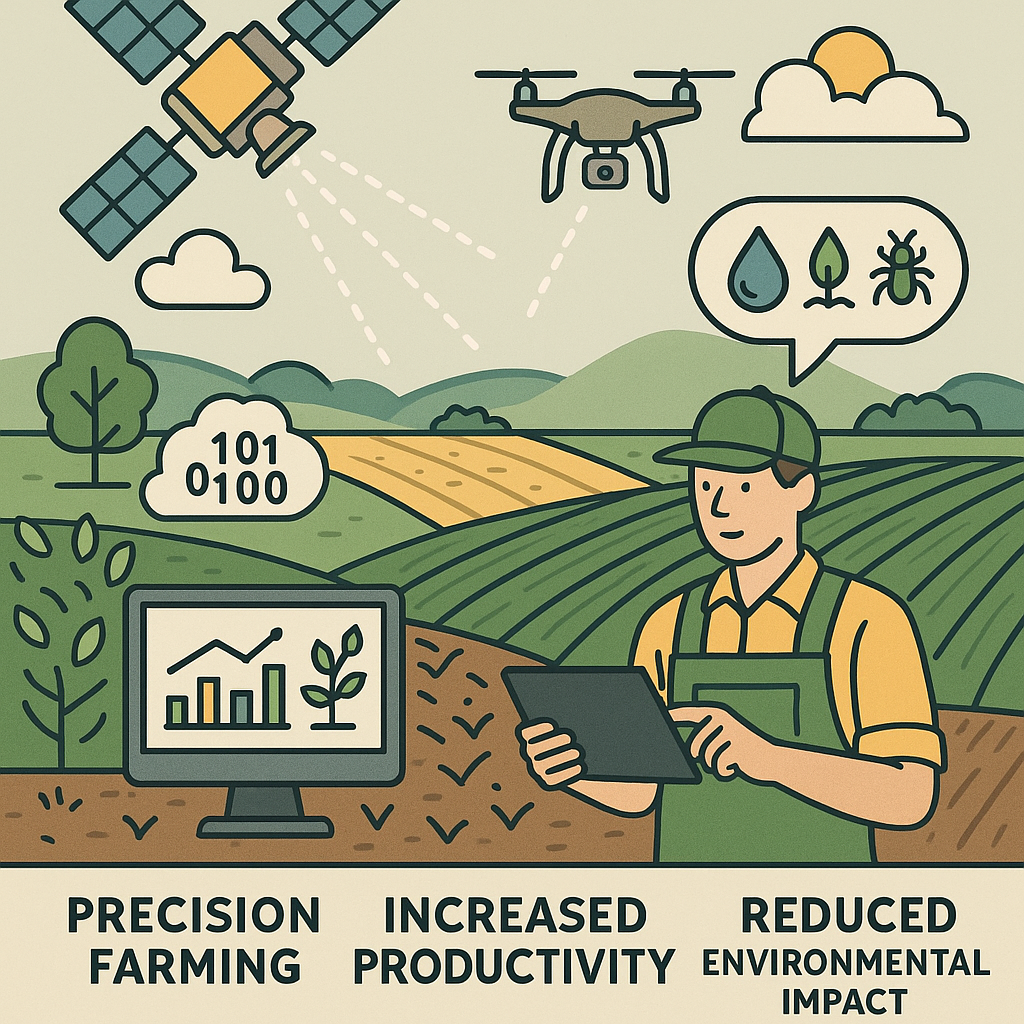 101
0100
PRECISION
FARMING
INCREASED
PRODUCTIVITY
REDUCED
ENVIRONMENTAL
IMPACT